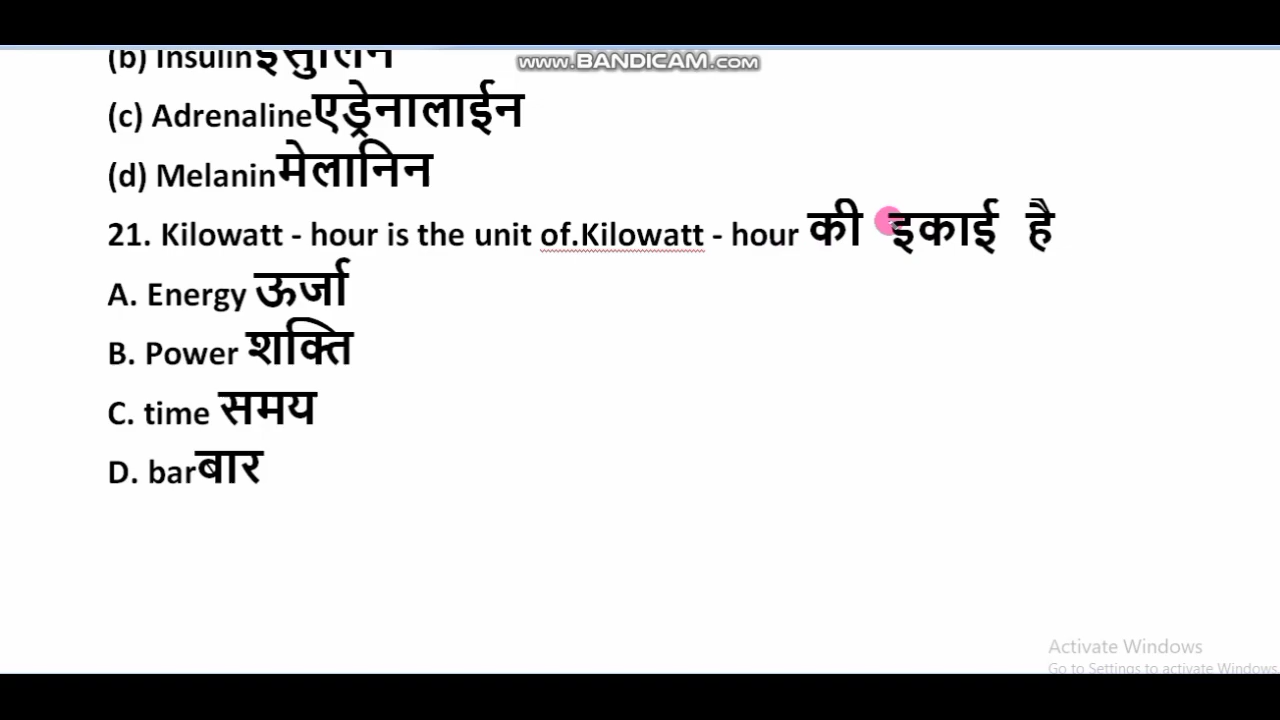 www.BANDICAM.com
(b) Insulinइंसुलिन
(c) Adrenalineएड्रेनालाईन
(d) Melaninमेलानिन
21. Kilowatt - hour is the unit of.Kilowatt - hour की इकाई है
A. Energy ऊर्जा
B. Power शक्ति
C. time समय
D. barबार
Activate Windows
Go to Settings to activate Windows.